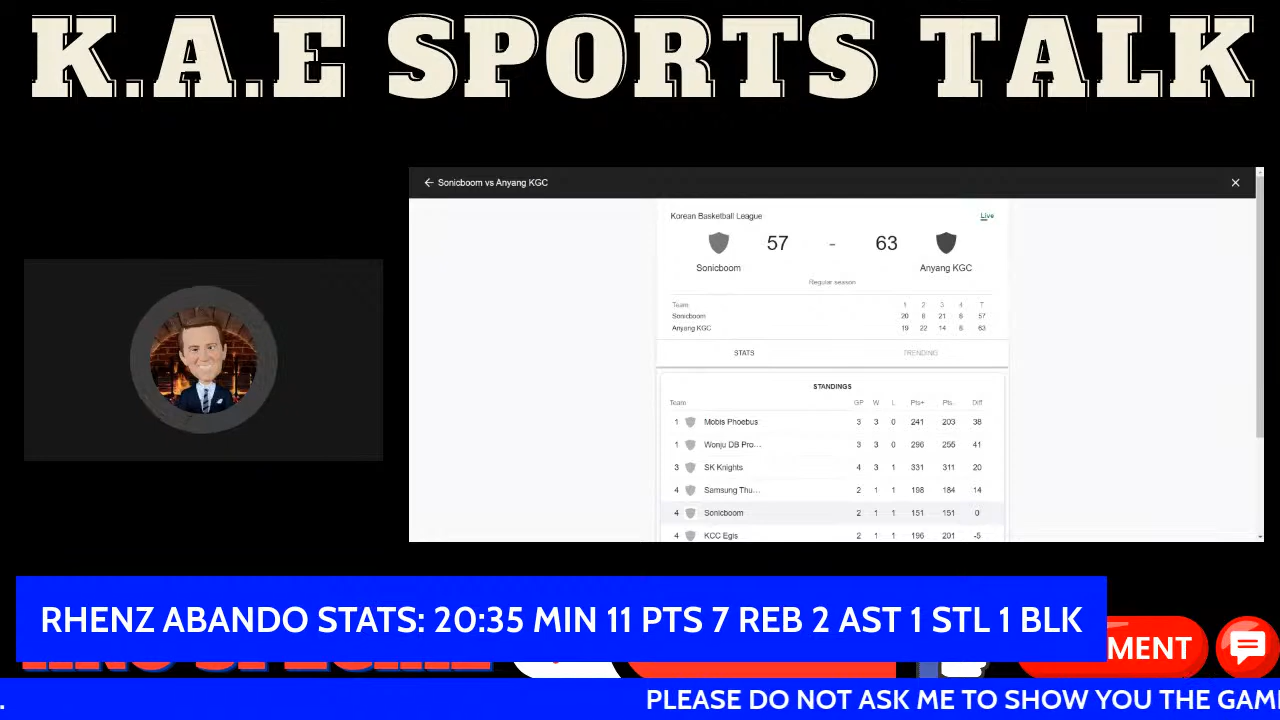 K.A.E SPORTS TALK
Sonicboom vs Anyang KGC
Korean Basketball League
Live
57 - 63
Sonicboom Anyang KGC
Regular season
Team 1 2 3 4 T
Sonicboom 20 8 21 8 57
Anyang KGC 19 22 14 8 63
STATS TRENDING
STANDINGS
Team GP W L Pts+ Pts- Diff
1 Mobis Phoebus 3 3 0 241 203 38
1 Wonju DB Pro... 3 3 0 296 255 41
3 SK Knights 4 3 1 331 311 20
4 Samsung Thu... 2 1 1 198 184 14
4 Sonicboom 2 1 1 151 151 0
4 KCC Egis 2 1 1 196 201 -5
RHENZ ABANDO STATS: 20:35 MIN 11 PTS 7 REB 2 AST 1 STL 1 BLK
MENT
. PLEASE DO NOT ASK ME TO SHOW YOU THE GAM